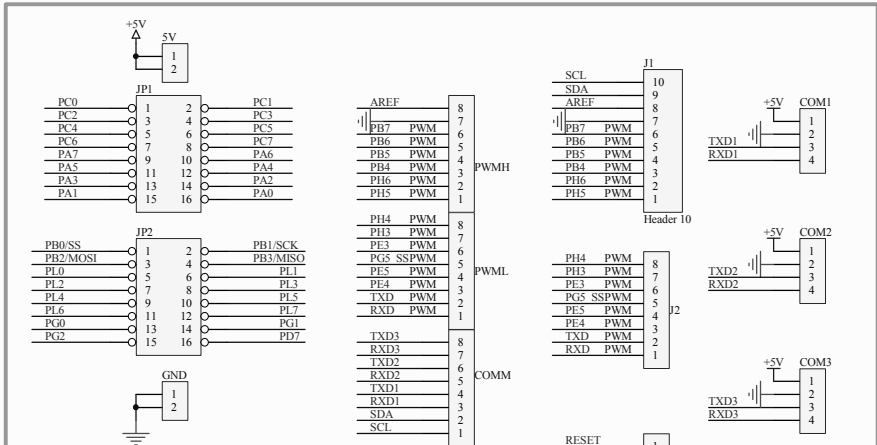 +5V
5V
1
2
JP1
PC0 1 2 PC1
PC2 3 4 PC3
PC4 5 6 PC5
PC6 7 8 PC7
PA7 9 10 PA6
PA5 11 12 PA4
PA3 13 14 PA2
PA1 15 16 PA0
JP2
PB0/SS 1 2 PB1/SCK
PB2/MOSI 3 4 PB3/MISO
PL0 5 6 PL1
PL2 7 8 PL3
PL4 9 10 PL5
PL6 11 12 PL7
PG0 13 14 PG1
PG2 15 16 PD7
GND
1
2
AREF 8
7
PB7 PWM 6
PB6 PWM 5
PB5 PWM 4
PB4 PWM 3
PH6 PWM 2
PH5 PWM 1
PWMH
PH4 PWM 8
PH3 PWM 7
PE3 PWM 6
PG5 SSPWM 5
PE5 PWM 4
PE4 PWM 3
TXD PWM 2
RXD PWM 1
PWML
TXD3 8
RXD3 7
TXD2 6
RXD2 5
TXD1 4
RXD1 3
SDA 2
SCL 1
COMM
J1
SCL 10
SDA 9
AREF 8
7
PB7 PWM 6
PB6 PWM 5
PB5 PWM 4
PB4 PWM 3
PH6 PWM 2
PH5 PWM 1
Header 10
PH4 PWM 8
PH3 PWM 7
PE3 PWM 6
PG5 SSPWM 5
PE5 PWM 4
PE4 PWM 3
TXD PWM 2
RXD PWM 1
J2
RESET 1
+5V COM1
1
2
TXD1 3
RXD1 4
+5V COM2
1
2
TXD2 3
RXD2 4
+5V COM3
1
2
TXD3 3
RXD3 4